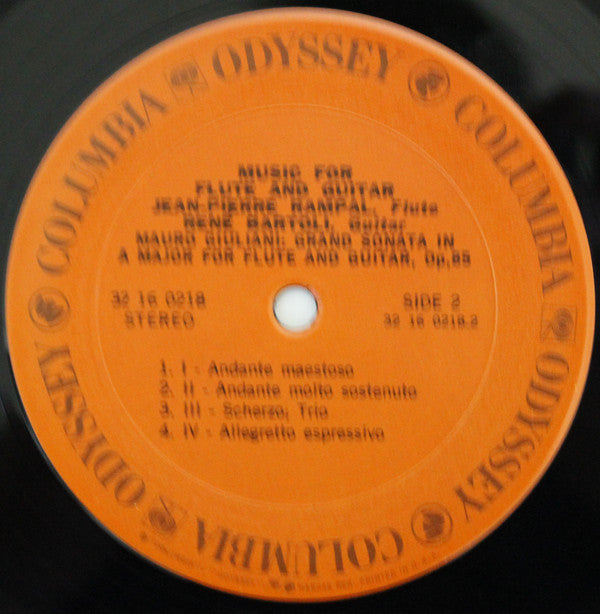 MUSIC FOR
FLUTE AND GUITAR
JEAN-PIERRE RAMPAL, Flute
RENE BARTOLI, Guitar
MAURO GIULIANI: GRAND SONATA IN
A MAJOR FOR FLUTE AND GUITAR, Op.85
32 16 0218
STEREO
SIDE 2
32 16 0218.2
1. I - Andante maestoso
2. II - Andante molto sostenuto
3. III - Scherzo; Trio
4. IV - Allegretto espressivo
COLUMBIA ODYSSEY COLUMBIA ODYSSEY COLUMBIA ODYSSEY